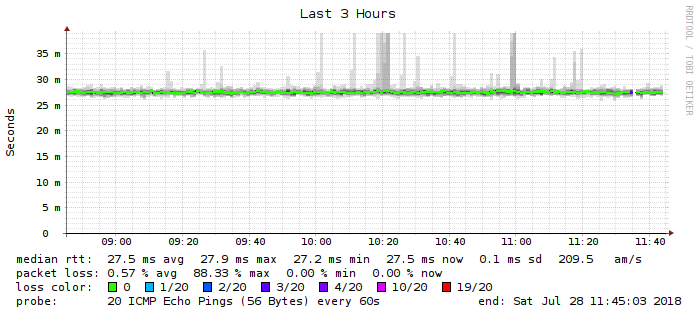 Last 3 Hours
RRDTOOL / TOBI OETIKER
Seconds
35 m
30 m
25 m
20 m
15 m
10 m
5 m
0
09:00 09:20 09:40 10:00 10:20 10:40 11:00 11:20 11:40
median rtt: 27.5 ms avg 27.9 ms max 27.2 ms min 27.5 ms now 0.1 ms sd 209.5 am/s
packet loss: 0.57 % avg 88.33 % max 0.00 % min 0.00 % now
loss color: 0 1/20 2/20 3/20 4/20 10/20 19/20
probe: 20 ICMP Echo Pings (56 Bytes) every 60s end: Sat Jul 28 11:45:03 2018